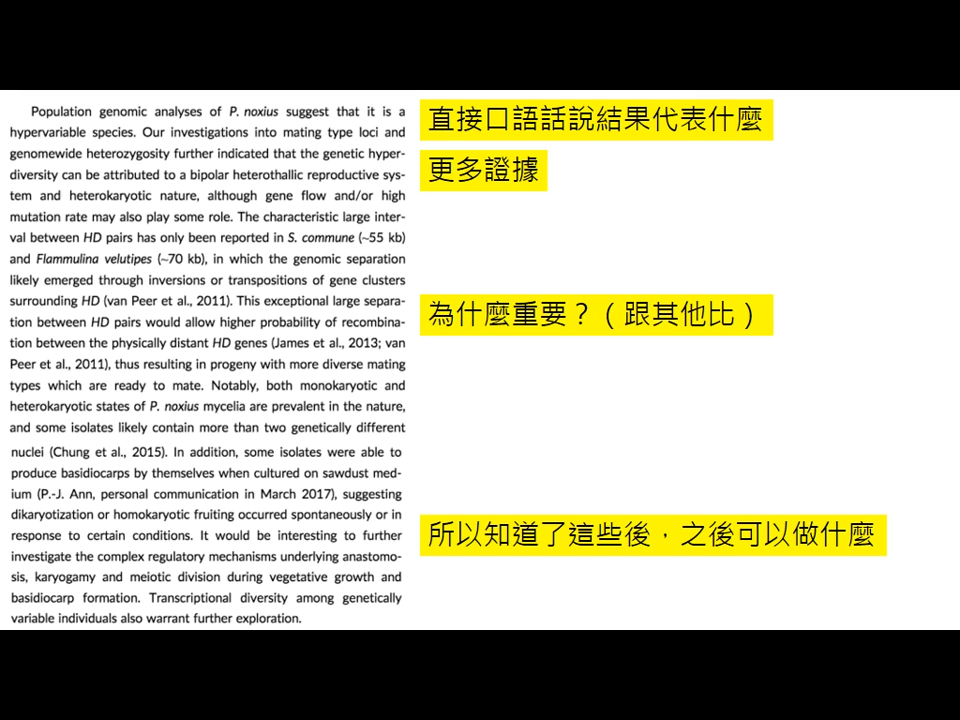 Population genomic analyses of P. noxius suggest that it is a
hypervariable species. Our investigations into mating type loci and
genomewide heterozygosity further indicated that the genetic hyper-
diversity can be attributed to a bipolar heterothallic reproductive sys-
tem and heterokaryotic nature, although gene flow and/or high
mutation rate may also play some role. The characteristic large inter-
val between HD pairs has only been reported in S. commune (~55 kb)
and Flammulina velutipes (~70 kb), in which the genomic separation
likely emerged through inversions or transpositions of gene clusters
surrounding HD (van Peer et al., 2011). This exceptional large separa-
tion between HD pairs would allow higher probability of recombina-
tion between the physically distant HD genes (James et al., 2013; van
Peer et al., 2011), thus resulting in progeny with more diverse mating
types which are ready to mate. Notably, both monokaryotic and
heterokaryotic states of P. noxius mycelia are prevalent in the nature,
and some isolates likely contain more than two genetically different
nuclei (Chung et al., 2015). In addition, some isolates were able to
produce basidiocarps by themselves when cultured on sawdust med-
ium (P.-J. Ann, personal communication in March 2017), suggesting
dikaryotization or homokaryotic fruiting occurred spontaneously or in
response to certain conditions. It would be interesting to further
investigate the complex regulatory mechanisms underlying anastomo-
sis, karyogamy and meiotic division during vegetative growth and
basidiocarp formation. Transcriptional diversity among genetically
variable individuals also warrant further exploration.
直接口語話說結果代表什麼
更多證據
為什麼重要？（跟其他比）
所以知道了這些後，之後可以做什麼